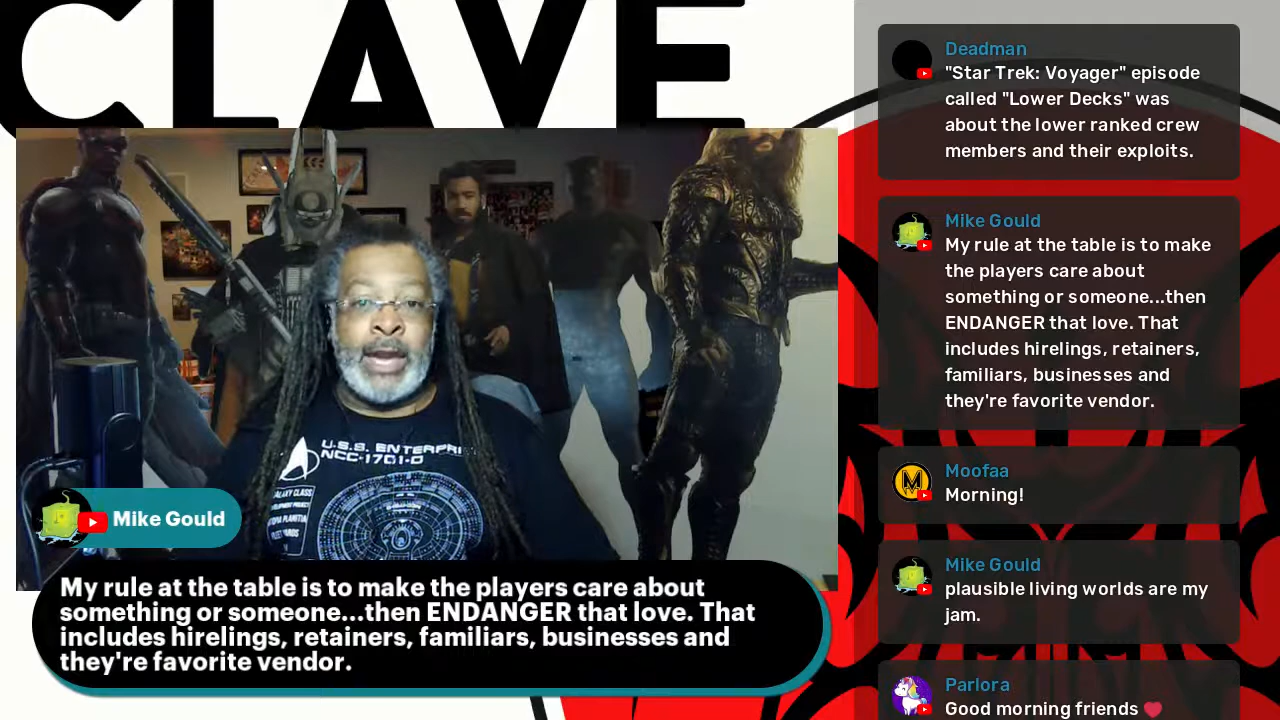 CLAVE
U.S.S. ENTERPRI
NCC-1701-D
Mike Gould
My rule at the table is to make the players care about
something or someone...then ENDANGER that love. That
includes hirelings, retainers, familiars, businesses and
they're favorite vendor.
Deadman
"Star Trek: Voyager" episode
called "Lower Decks" was
about the lower ranked crew
members and their exploits.
Mike Gould
My rule at the table is to make
the players care about
something or someone...then
ENDANGER that love. That
includes hirelings, retainers,
familiars, businesses and
they're favorite vendor.
Moofaa
Morning!
Mike Gould
plausible living worlds are my
jam.
Parlora
Good morning friends ❤